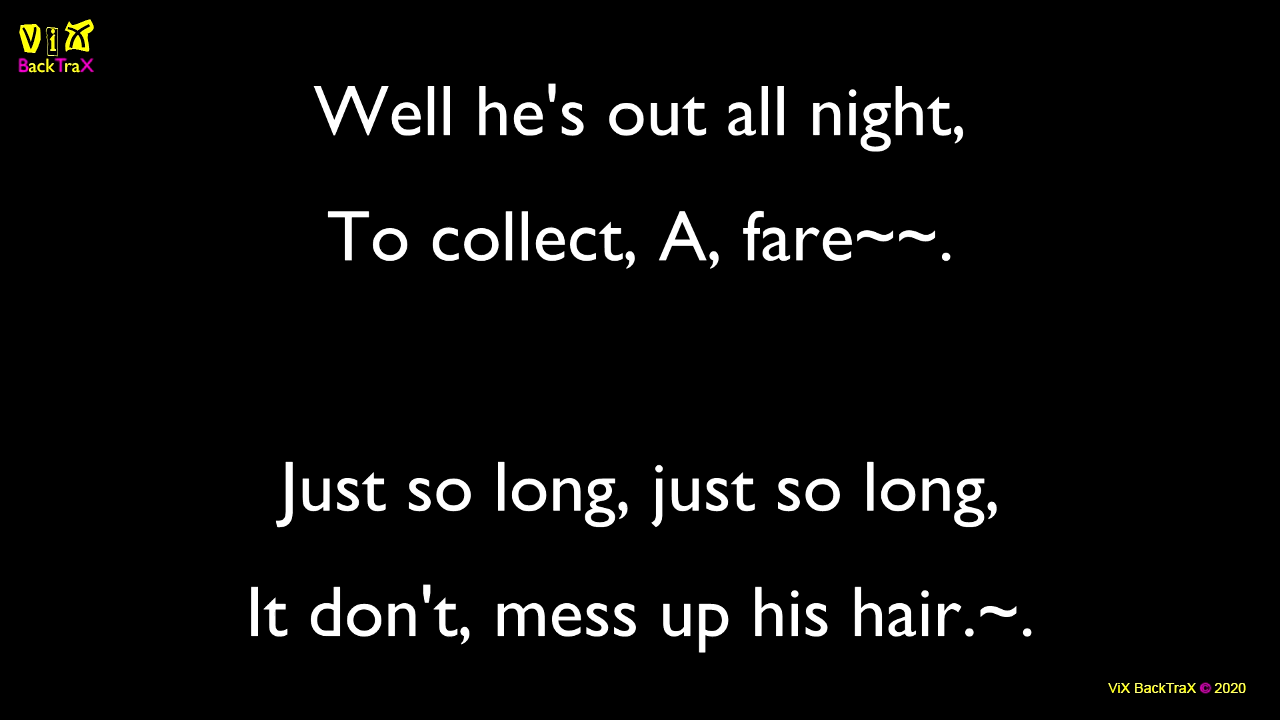 ViX
BackTraX
Well he's out all night,
To collect, A, fare~~.
Just so long, just so long,
It don't, mess up his hair.~.
ViX BackTraX © 2020